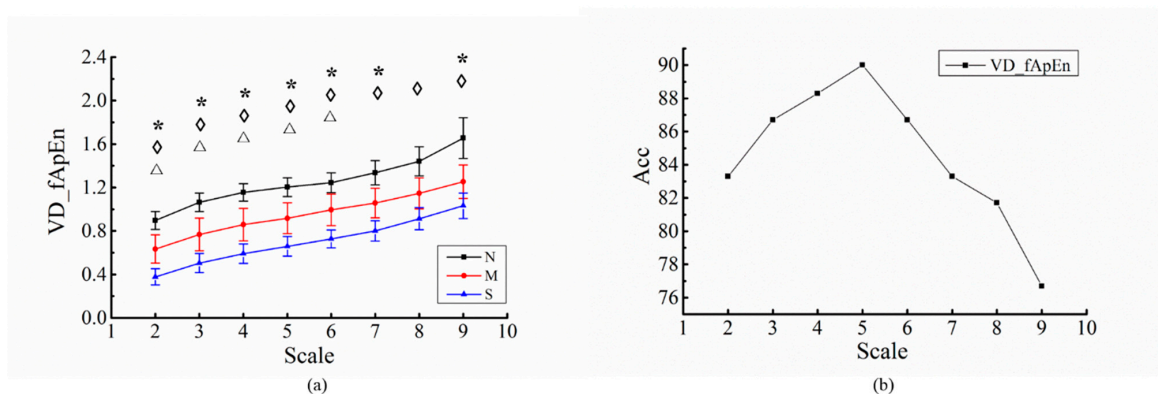 2.4
2.0
1.6
1.2
0.8
0.4
0.0
VD_fApEn
* * * * * * *
N
M
S
1 2 3 4 5 6 7 8 9 10
Scale
(a)
90
88
86
84
82
80
78
76
Acc
VD_fApEn
1 2 3 4 5 6 7 8 9 10
Scale
(b)